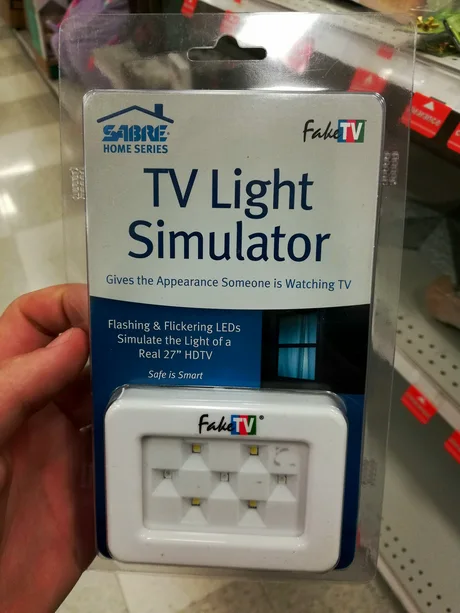 SABRE
HOME SERIES
FakeTV
TV Light
Simulator
Gives the Appearance Someone is Watching TV
Flashing & Flickering LEDs
Simulate the Light of a
Real 27" HDTV
Safe is Smart
FakeTV®